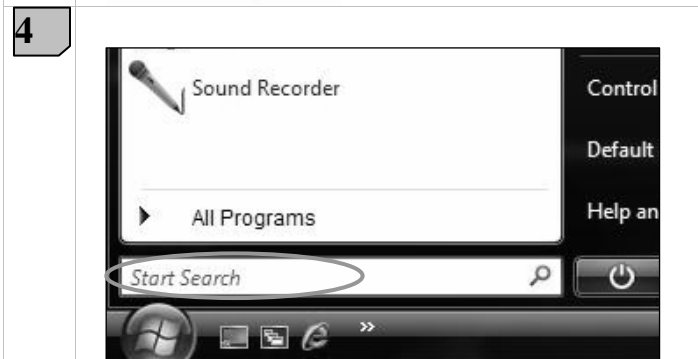 4
Sound Recorder
Control
Default
All Programs
Help an
Start Search
»